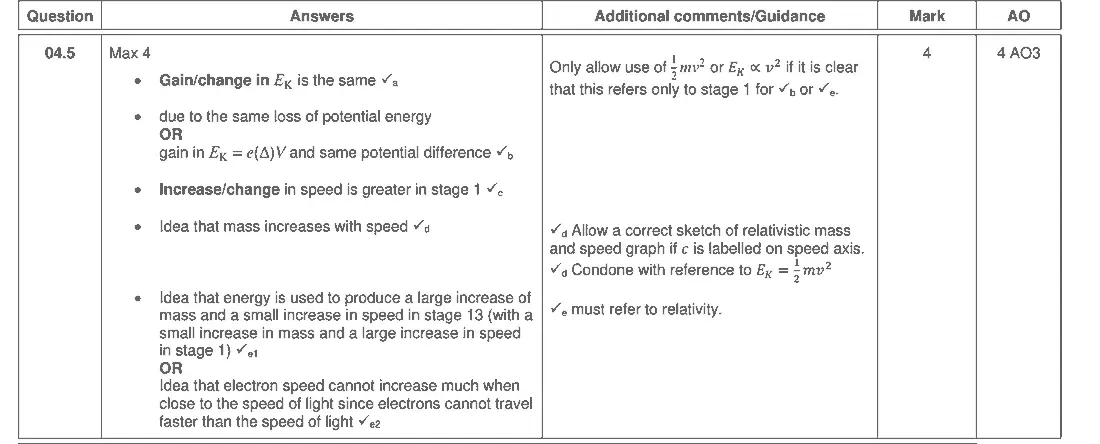 Question Answers Additional comments/Guidance Mark AO
04.5 Max 4 4 4 AO3
• Gain/change in E_K is the same ✓a
• due to the same loss of potential energy
OR
gain in E_K = e(Δ)V and same potential difference ✓b
• Increase/change in speed is greater in stage 1 ✓c
• Idea that mass increases with speed ✓d
• Idea that energy is used to produce a large increase of
mass and a small increase in speed in stage 13 (with a
small increase in mass and a large increase in speed
in stage 1) ✓e1
OR
Idea that electron speed cannot increase much when
close to the speed of light since electrons cannot travel
faster than the speed of light ✓e2
Only allow use of ½mv² or E_K ∝ v² if it is clear
that this refers only to stage 1 for ✓b or ✓e.
✓d Allow a correct sketch of relativistic mass
and speed graph if c is labelled on speed axis.
✓d Condone with reference to E_K = ½mv²
✓e must refer to relativity.